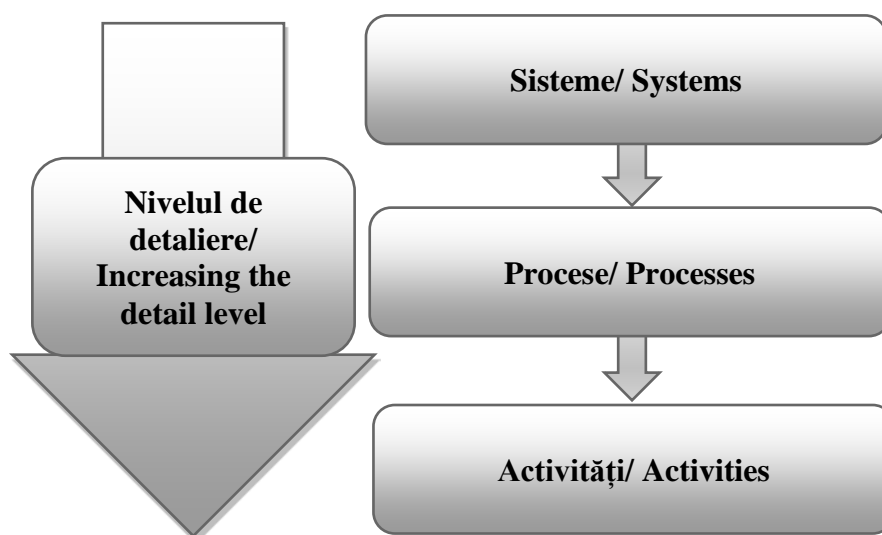 Sisteme/ Systems
Nivelul de
detaliere/
Increasing the
detail level
Procese/ Processes
Activități/ Activities